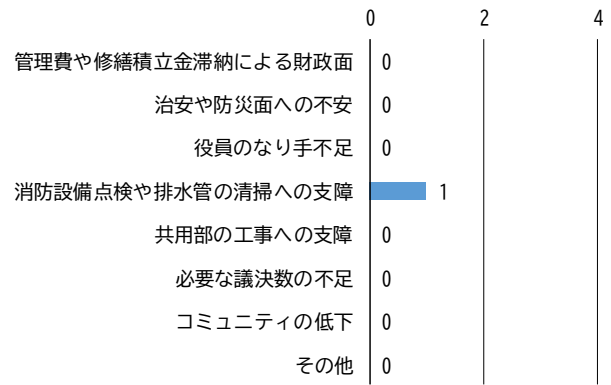 0 2 4
管理費や修繕積立金滞納による財政面 0
治安や防災面への不安 0
役員のなり手不足 0
消防設備点検や排水管の清掃への支障 1
共用部の工事への支障 0
必要な議決数の不足 0
コミュニティの低下 0
その他 0